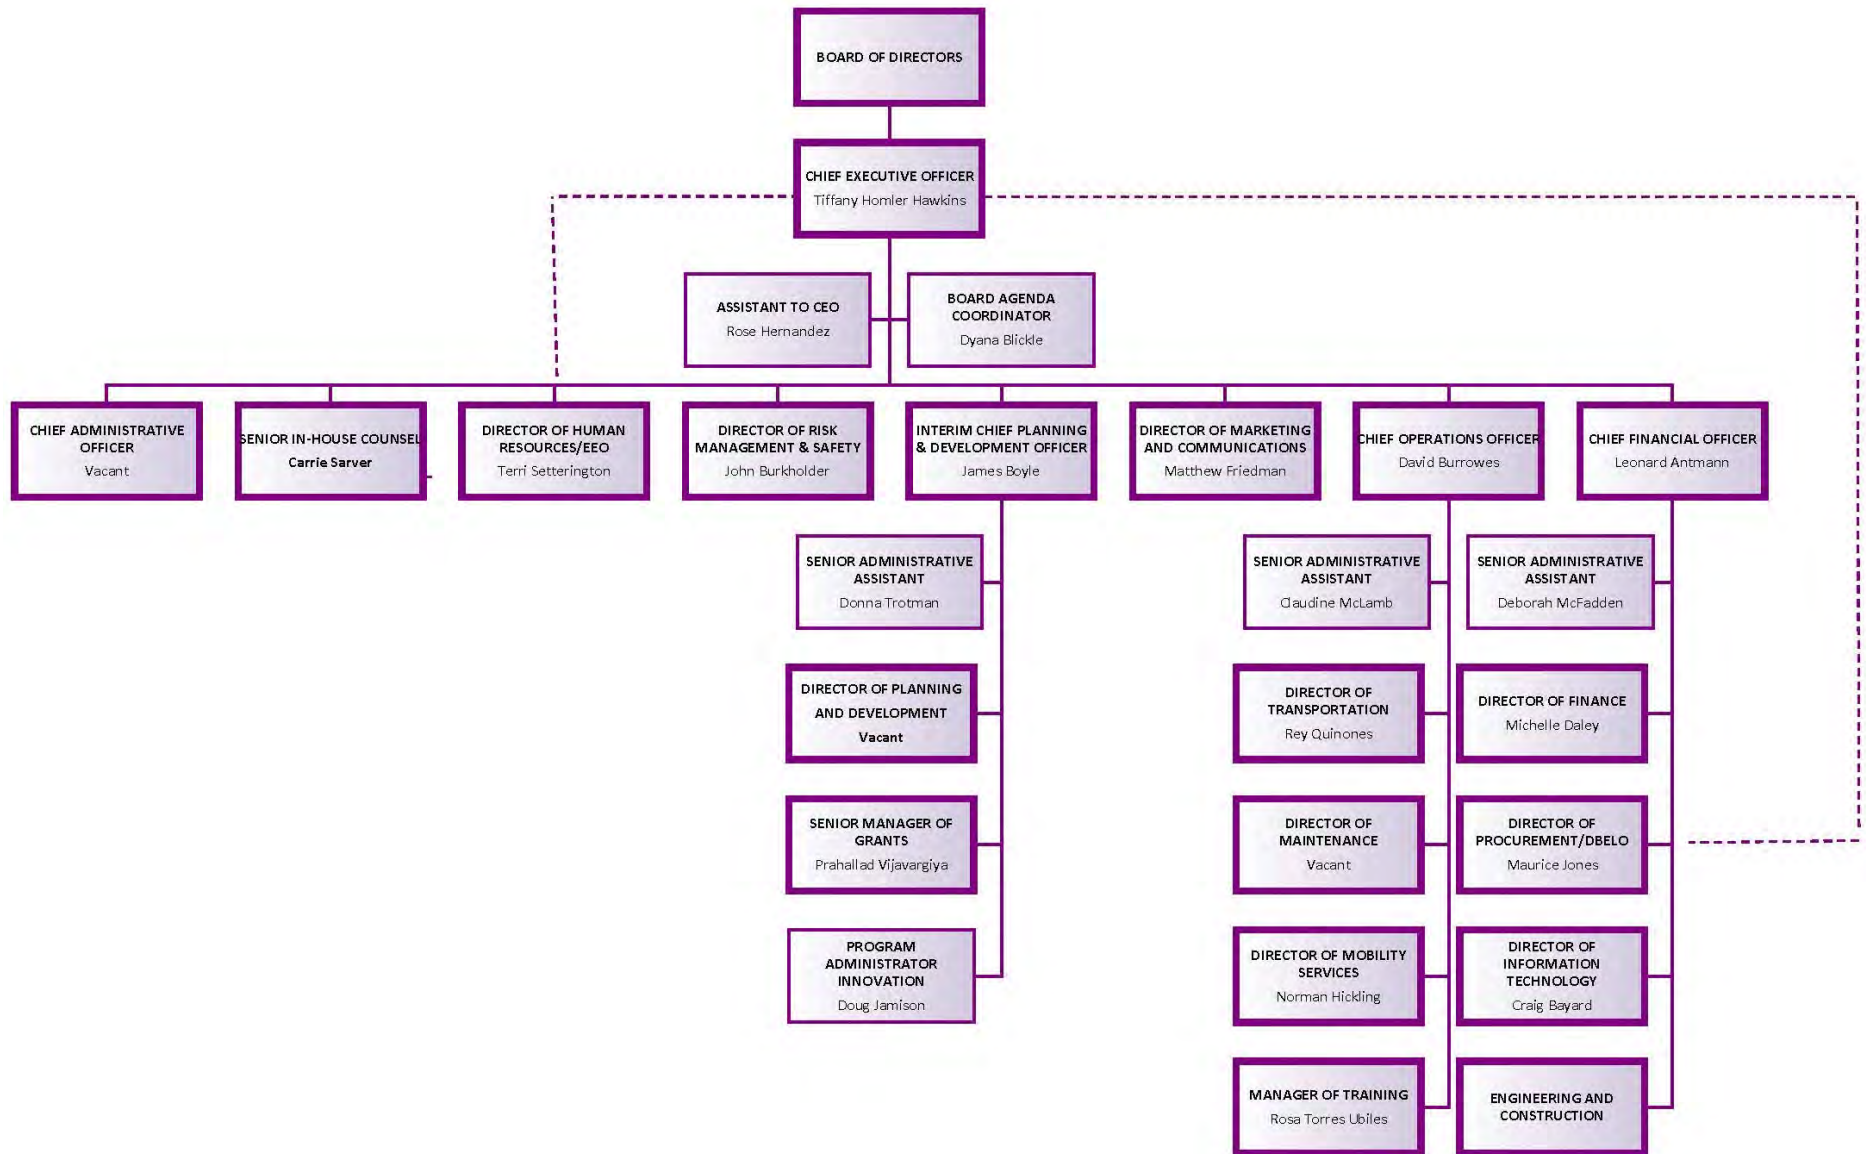 BOARD OF DIRECTORS
CHIEF EXECUTIVE OFFICER
Tiffany Homler Hawkins
ASSISTANT TO CEO
Rose Hernandez
BOARD AGENDA
COORDINATOR
Dyana Blickle
CHIEF ADMINISTRATIVE
OFFICER
Vacant
SENIOR IN-HOUSE COUNSEL
Carrie Sarver
DIRECTOR OF HUMAN
RESOURCES/EEO
Terri Setterington
DIRECTOR OF RISK
MANAGEMENT & SAFETY
John Burkholder
INTERIM CHIEF PLANNING
& DEVELOPMENT OFFICER
James Boyle
DIRECTOR OF MARKETING
AND COMMUNICATIONS
Matthew Friedman
CHIEF OPERATIONS OFFICER
David Burrowes
CHIEF FINANCIAL OFFICER
Leonard Antmann
SENIOR ADMINISTRATIVE
ASSISTANT
Donna Trotman
DIRECTOR OF PLANNING
AND DEVELOPMENT
Vacant
SENIOR MANAGER OF
GRANTS
Prahallad Vijavargiya
PROGRAM
ADMINISTRATOR
INNOVATION
Doug Jamison
SENIOR ADMINISTRATIVE
ASSISTANT
Claudine McLamb
DIRECTOR OF
TRANSPORTATION
Rey Quinones
DIRECTOR OF
MAINTENANCE
Vacant
DIRECTOR OF MOBILITY
SERVICES
Norman Hickling
MANAGER OF TRAINING
Rosa Torres Ubiles
SENIOR ADMINISTRATIVE
ASSISTANT
Deborah McFadden
DIRECTOR OF FINANCE
Michelle Daley
DIRECTOR OF
PROCUREMENT/DBELO
Maurice Jones
DIRECTOR OF
INFORMATION
TECHNOLOGY
Craig Bayard
ENGINEERING AND
CONSTRUCTION